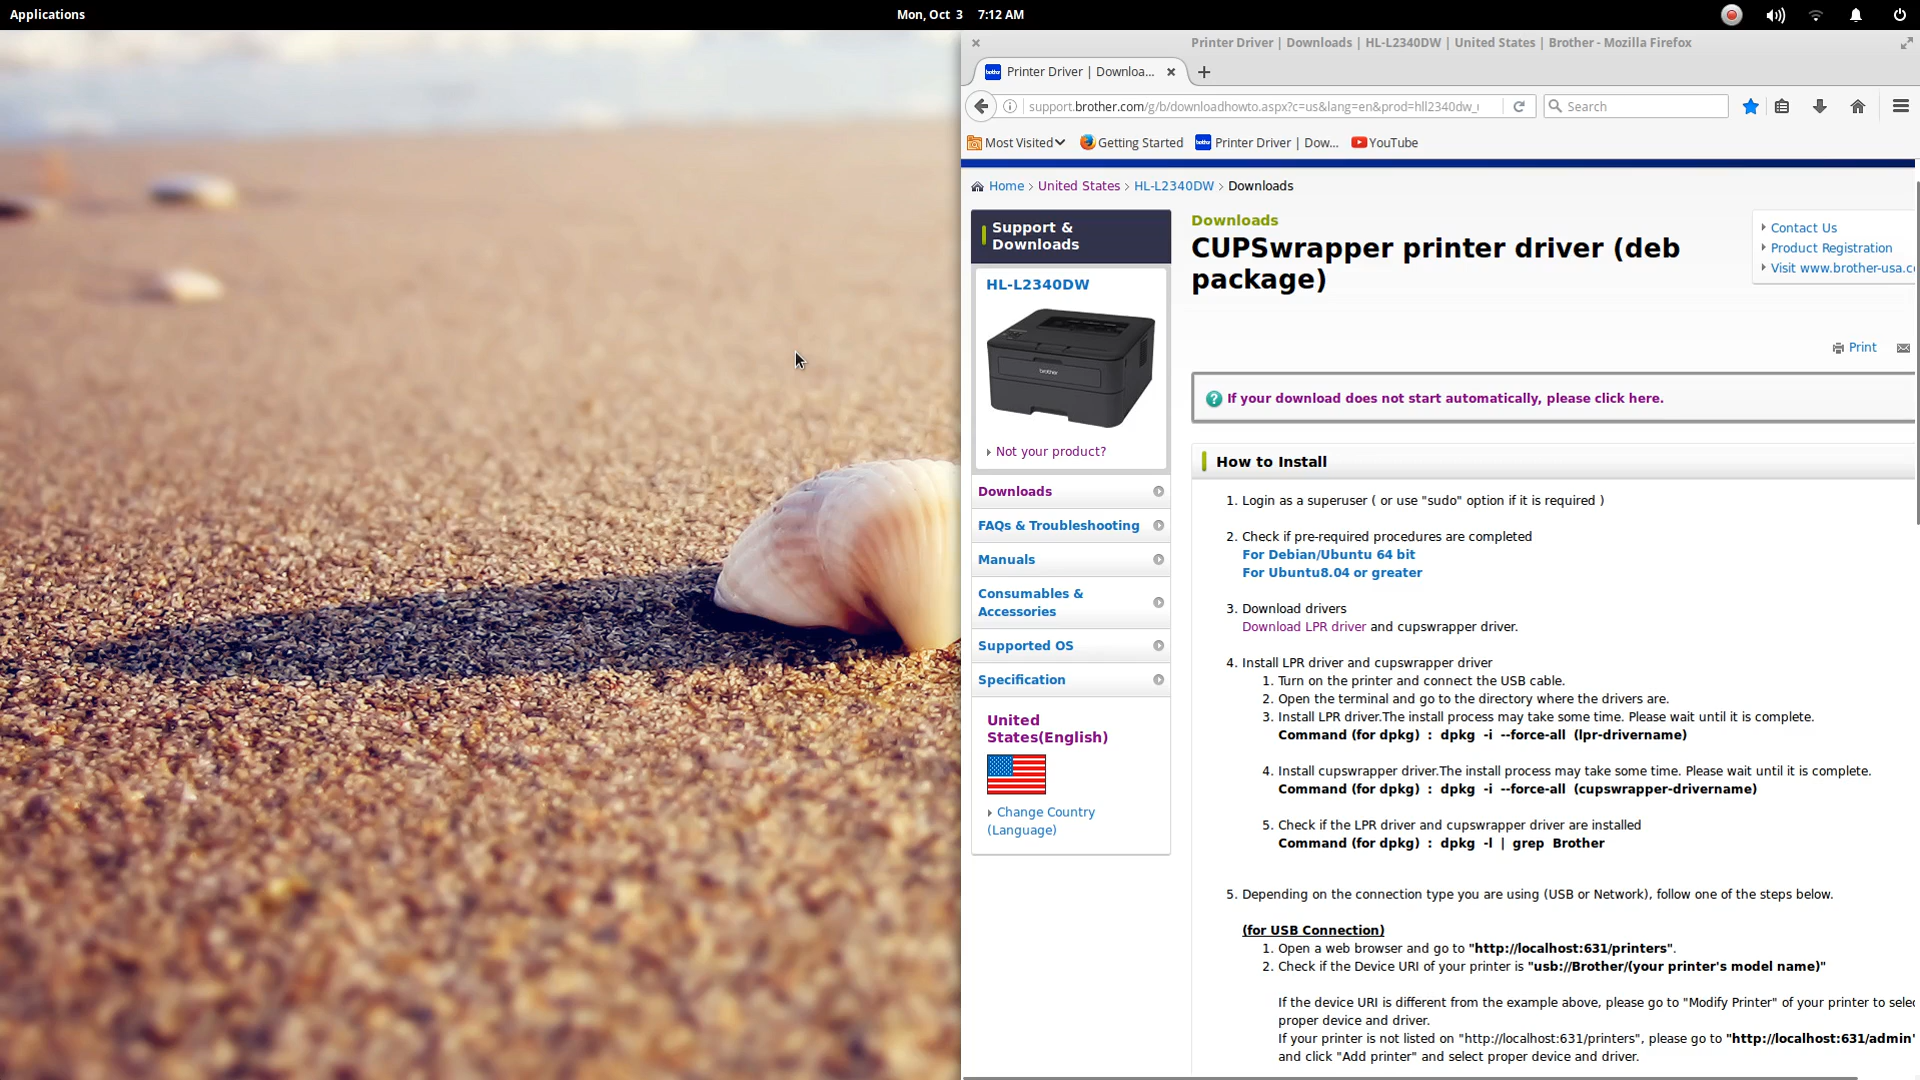 Applications
Mon, Oct 3 7:12 AM
Printer Driver | Downloads | HL-L2340DW | United States | Brother - Mozilla Firefox
Printer Driver | Downloa...
support.brother.com/g/b/downloadhowto.aspx?c=us&lang=en&prod=hll2340dw_
Search
Most Visited
Getting Started
Printer Driver | Dow...
YouTube
Home > United States > HL-L2340DW > Downloads
Support & Downloads
HL-L2340DW
brother
Not your product?
Downloads
FAQs & Troubleshooting
Manuals
Consumables &
Accessories
Supported OS
Specification
United
States(English)
Change Country
(Language)
Downloads
CUPSwrapper printer driver (deb
package)
Contact Us
Product Registration
Visit www.brother-usa.c
Print
If your download does not start automatically, please click here.
How to Install
1. Login as a superuser ( or use "sudo" option if it is required )
2. Check if pre-required procedures are completed
For Debian/Ubuntu 64 bit
For Ubuntu8.04 or greater
3. Download drivers
Download LPR driver and cupswrapper driver.
4. Install LPR driver and cupswrapper driver
1. Turn on the printer and connect the USB cable.
2. Open the terminal and go to the directory where the drivers are.
3. Install LPR driver.The install process may take some time. Please wait until it is complete.
Command (for dpkg) : dpkg -i --force-all (lpr-drivername)
4. Install cupswrapper driver.The install process may take some time. Please wait until it is complete.
Command (for dpkg) : dpkg -i --force-all (cupswrapper-drivername)
5. Check if the LPR driver and cupswrapper driver are installed
Command (for dpkg) : dpkg -l | grep Brother
5. Depending on the connection type you are using (USB or Network), follow one of the steps below.
(for USB Connection)
1. Open a web browser and go to "http://localhost:631/printers".
2. Check if the Device URI of your printer is "usb://Brother/(your printer's model name)"
If the device URI is different from the example above, please go to "Modify Printer" of your printer to selec
proper device and driver.
If your printer is not listed on "http://localhost:631/printers", please go to "http://localhost:631/admin"
and click "Add printer" and select proper device and driver.